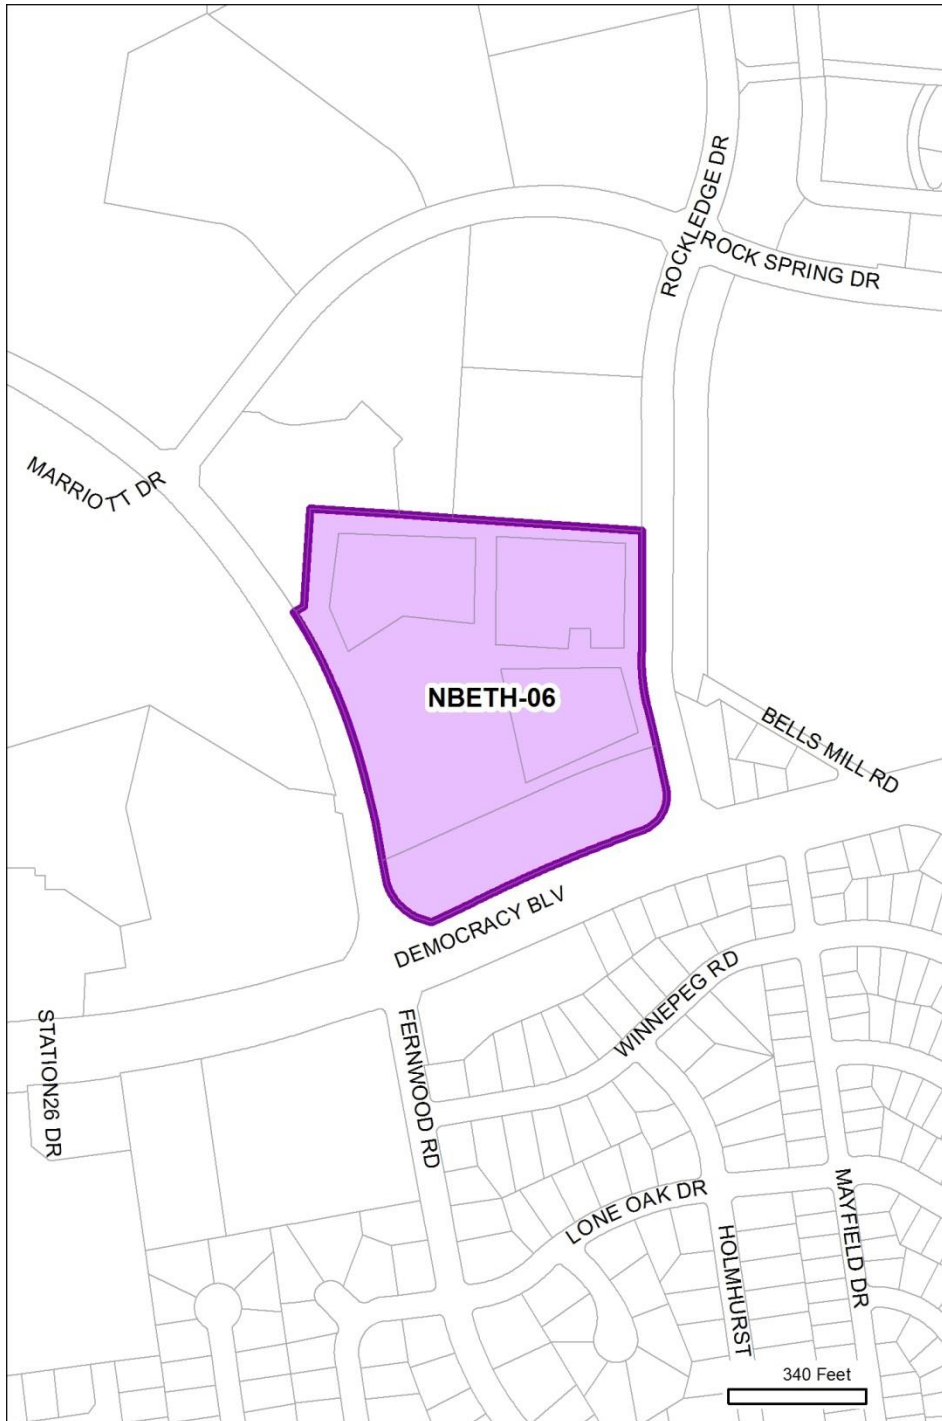 ROCKLEDGE DR
ROCK SPRING DR
MARRIOTT DR
NBETH-06
BELLS MILL RD
DEMOCRACY BLV
WINNEPEG RD
STATION26 DR
FERNWOOD RD
LONE OAK DR
MAYFIELD DR
HOLMHURST
340 Feet